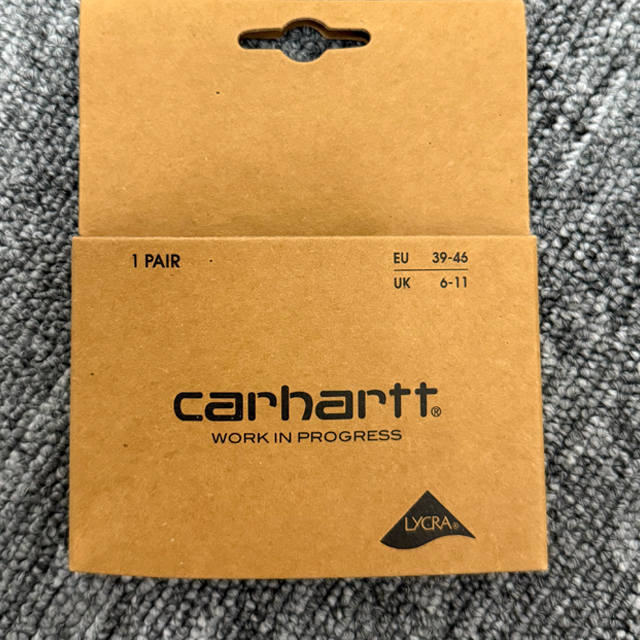 1 PAIR
EU 39-46
UK 6-11
carhartt®
WORK IN PROGRESS
LYCRA®